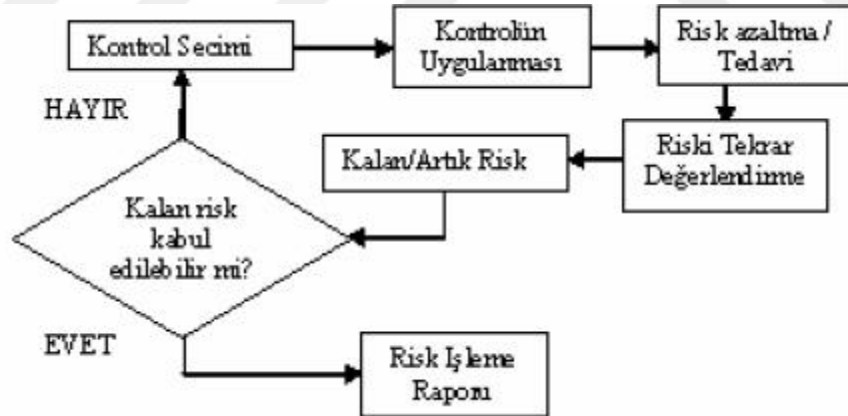 Kontrol Secimi
Kontrolün
Uygulanması
Risk azaltma /
Tedavi
HAYIR
Riski Tekrar
Değerlendirme
Kalan/Artık Risk
Kalan risk
kabul
edilebilir mi?
EVET
Risk İşleme
Raporu